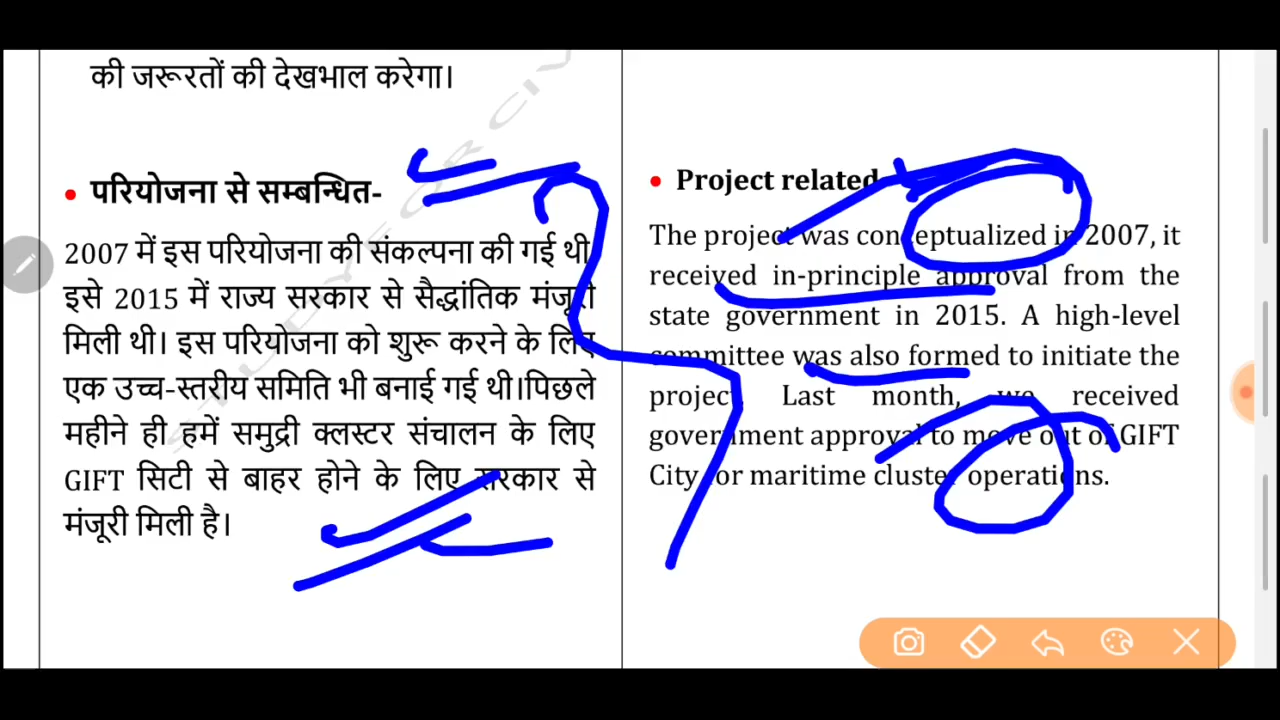 की जरूरतों की देखभाल करेगा।
• परियोजना से सम्बन्धित-
2007 में इस परियोजना की संकल्पना की गई थी,
इसे 2015 में राज्य सरकार से सैद्धांतिक मंजूरी
मिली थी। इस परियोजना को शुरू करने के लिए
एक उच्च-स्तरीय समिति भी बनाई गई थी।पिछले
महीने ही हमें समुद्री क्लस्टर संचालन के लिए
GIFT सिटी से बाहर होने के लिए सरकार से
मंजूरी मिली है।
• Project related
The project was conceptualized in 2007, it
received in-principle approval from the
state government in 2015. A high-level
committee was also formed to initiate the
project. Last month, we received
government approval to move out of GIFT
City for maritime cluster operations.